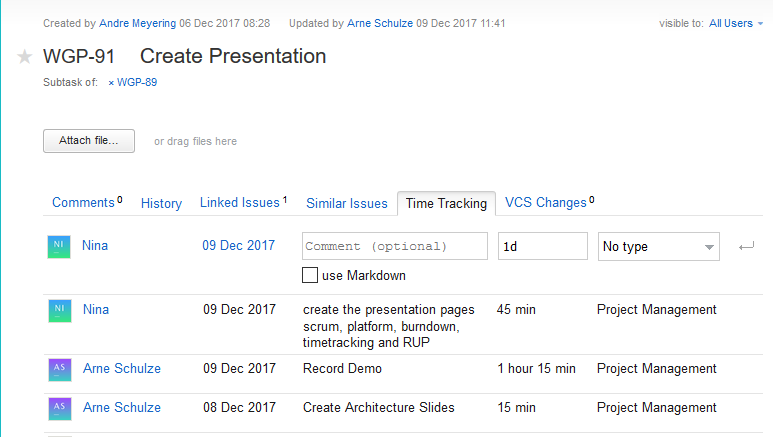 Created by Andre Meyering 06 Dec 2017 08:28 Updated by Arne Schulze 09 Dec 2017 11:41 visible to: All Users
WGP-91 Create Presentation
Subtask of: × WGP-89
Attach file... or drag files here
Comments 0 History Linked Issues 1 Similar Issues Time Tracking VCS Changes 0
NI Nina 09 Dec 2017 Comment (optional) 1d No type
use Markdown
NI Nina 09 Dec 2017 create the presentation pages 45 min Project Management
scrum, platform, burndown,
timetracking and RUP
AS Arne Schulze 09 Dec 2017 Record Demo 1 hour 15 min Project Management
AS Arne Schulze 08 Dec 2017 Create Architecture Slides 15 min Project Management